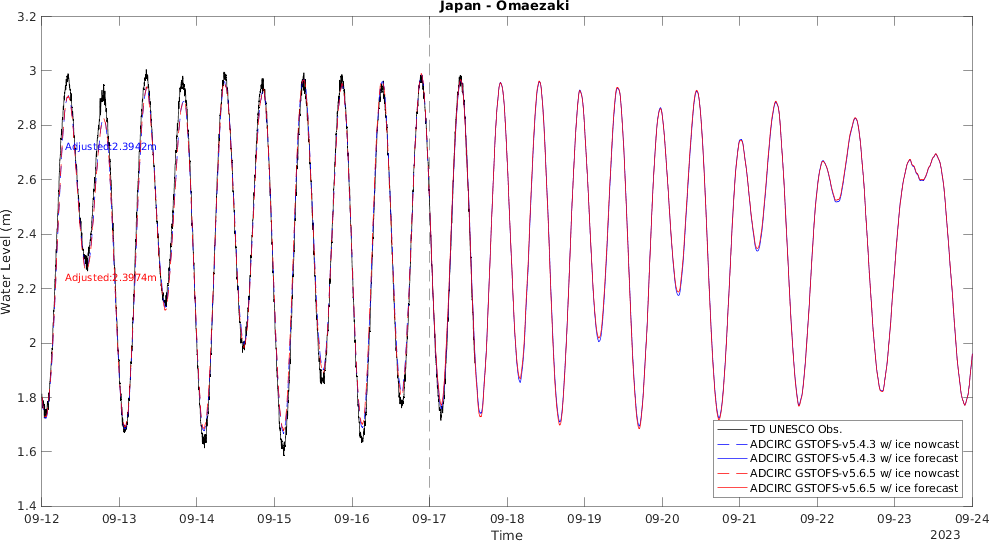 Japan - Omaezaki
Water Level (m)
3.2
3
2.8
2.6
2.4
2.2
2
1.8
1.6
1.4
Adjusted:2.3942m
Adjusted:2.3974m
TD UNESCO Obs.
ADCIRC GSTOFS-v5.4.3 w/ ice nowcast
ADCIRC GSTOFS-v5.4.3 w/ ice forecast
ADCIRC GSTOFS-v5.6.5 w/ ice nowcast
ADCIRC GSTOFS-v5.6.5 w/ ice forecast
09-12 09-13 09-14 09-15 09-16 09-17 09-18 09-19 09-20 09-21 09-22 09-23 09-24
Time
2023